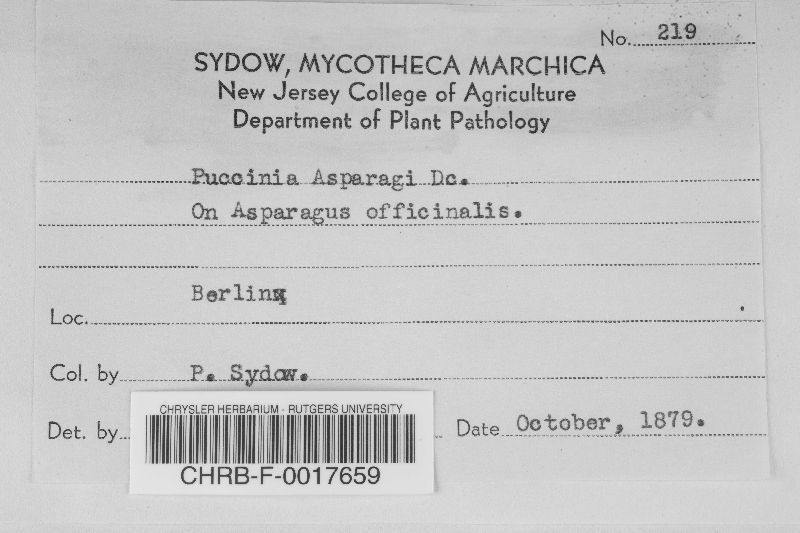 No. 219
SYDOW, MYCOTHECA MARCHICA
New Jersey College of Agriculture
Department of Plant Pathology
Puccinia Asparagi Dc.
On Asparagus officinalis.
Berlin
Loc.
Col. by P. Sydow.
Det. by
Date October, 1879.
CHRYSLER HERBARIUM - RUTGERS UNIVERSITY
CHRB-F-0017659